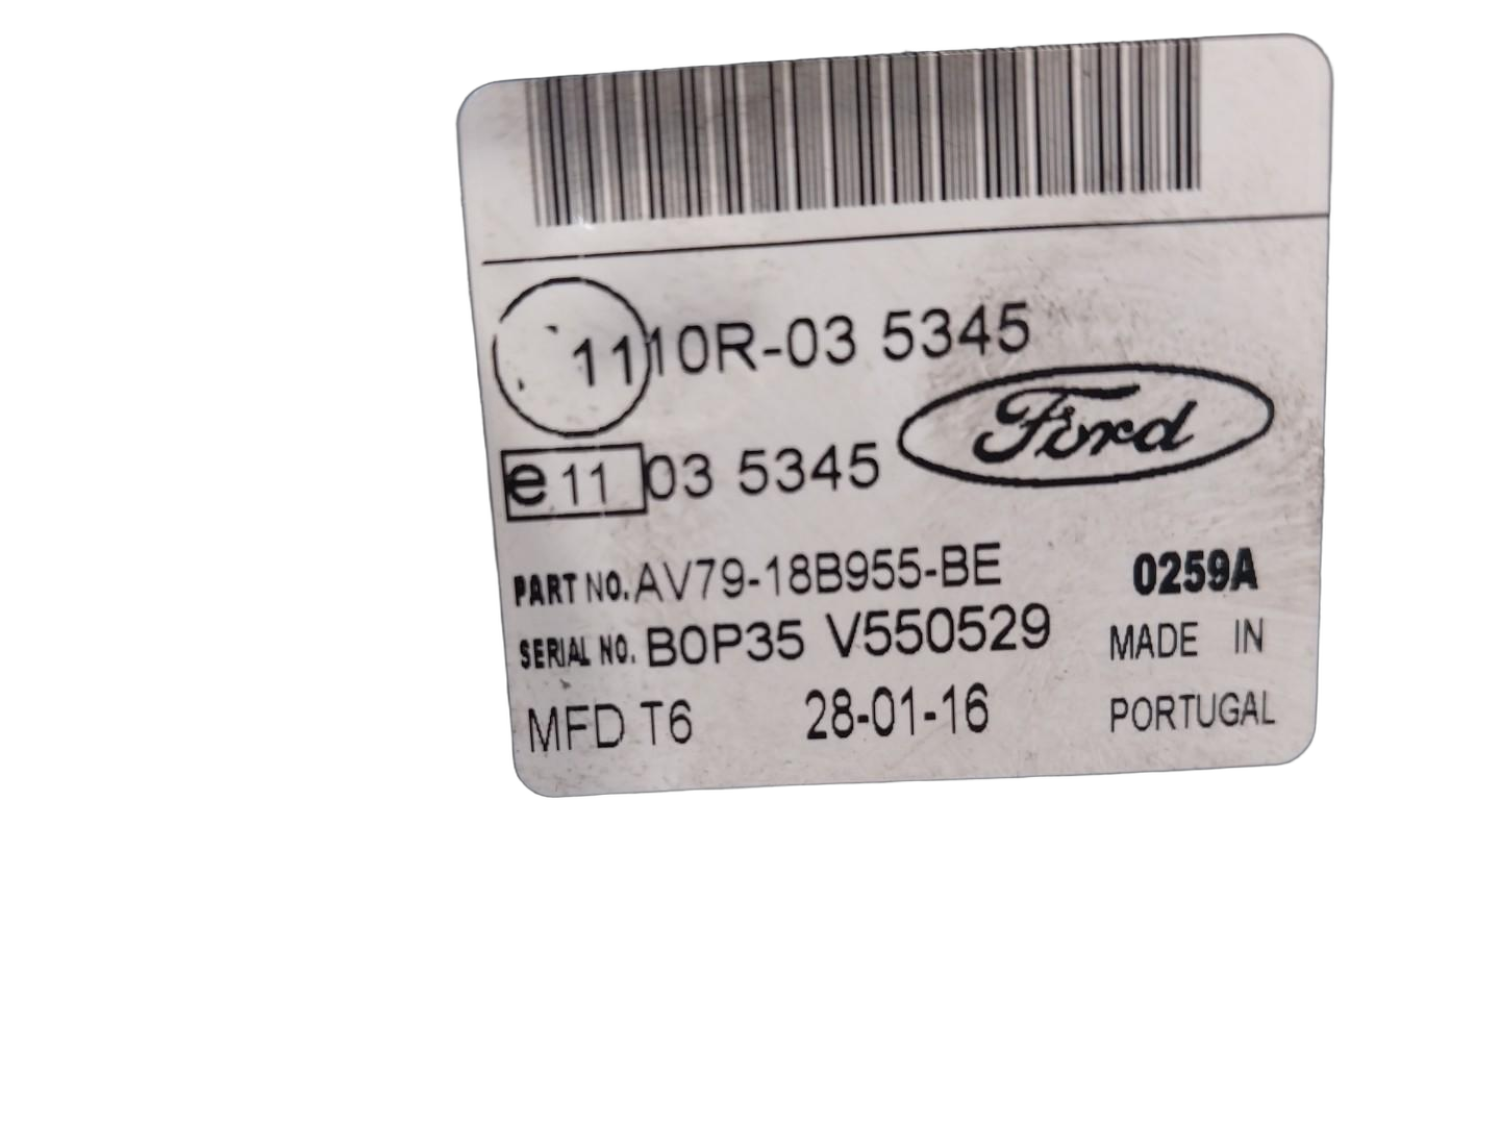 11 10R-03 5345
Ford
e11 03 5345
PART NO. AV79-18B955-BE 0259A
SERIAL NO. BOP35 V550529 MADE IN
MFD T6 28-01-16 PORTUGAL